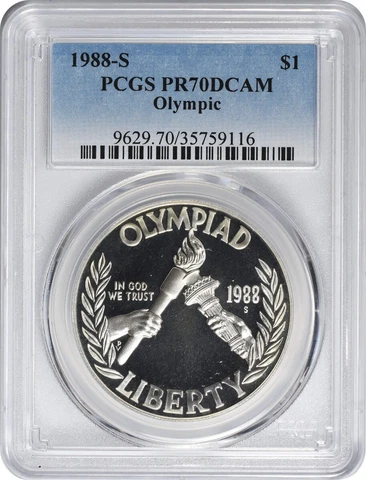 1988-S $1
PCGS PR70DCAM
Olympic
9629.70/35759116
OLYMPIAD
IN GOD
WE TRUST
1988
S
LIBERTY